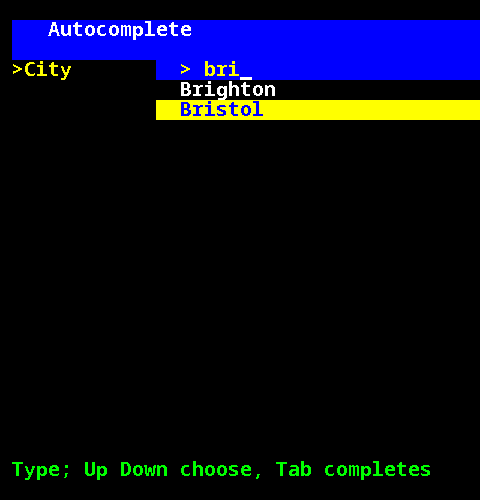 Autocomplete
>City > bri_
Brighton
Bristol
Type; Up Down choose, Tab completes